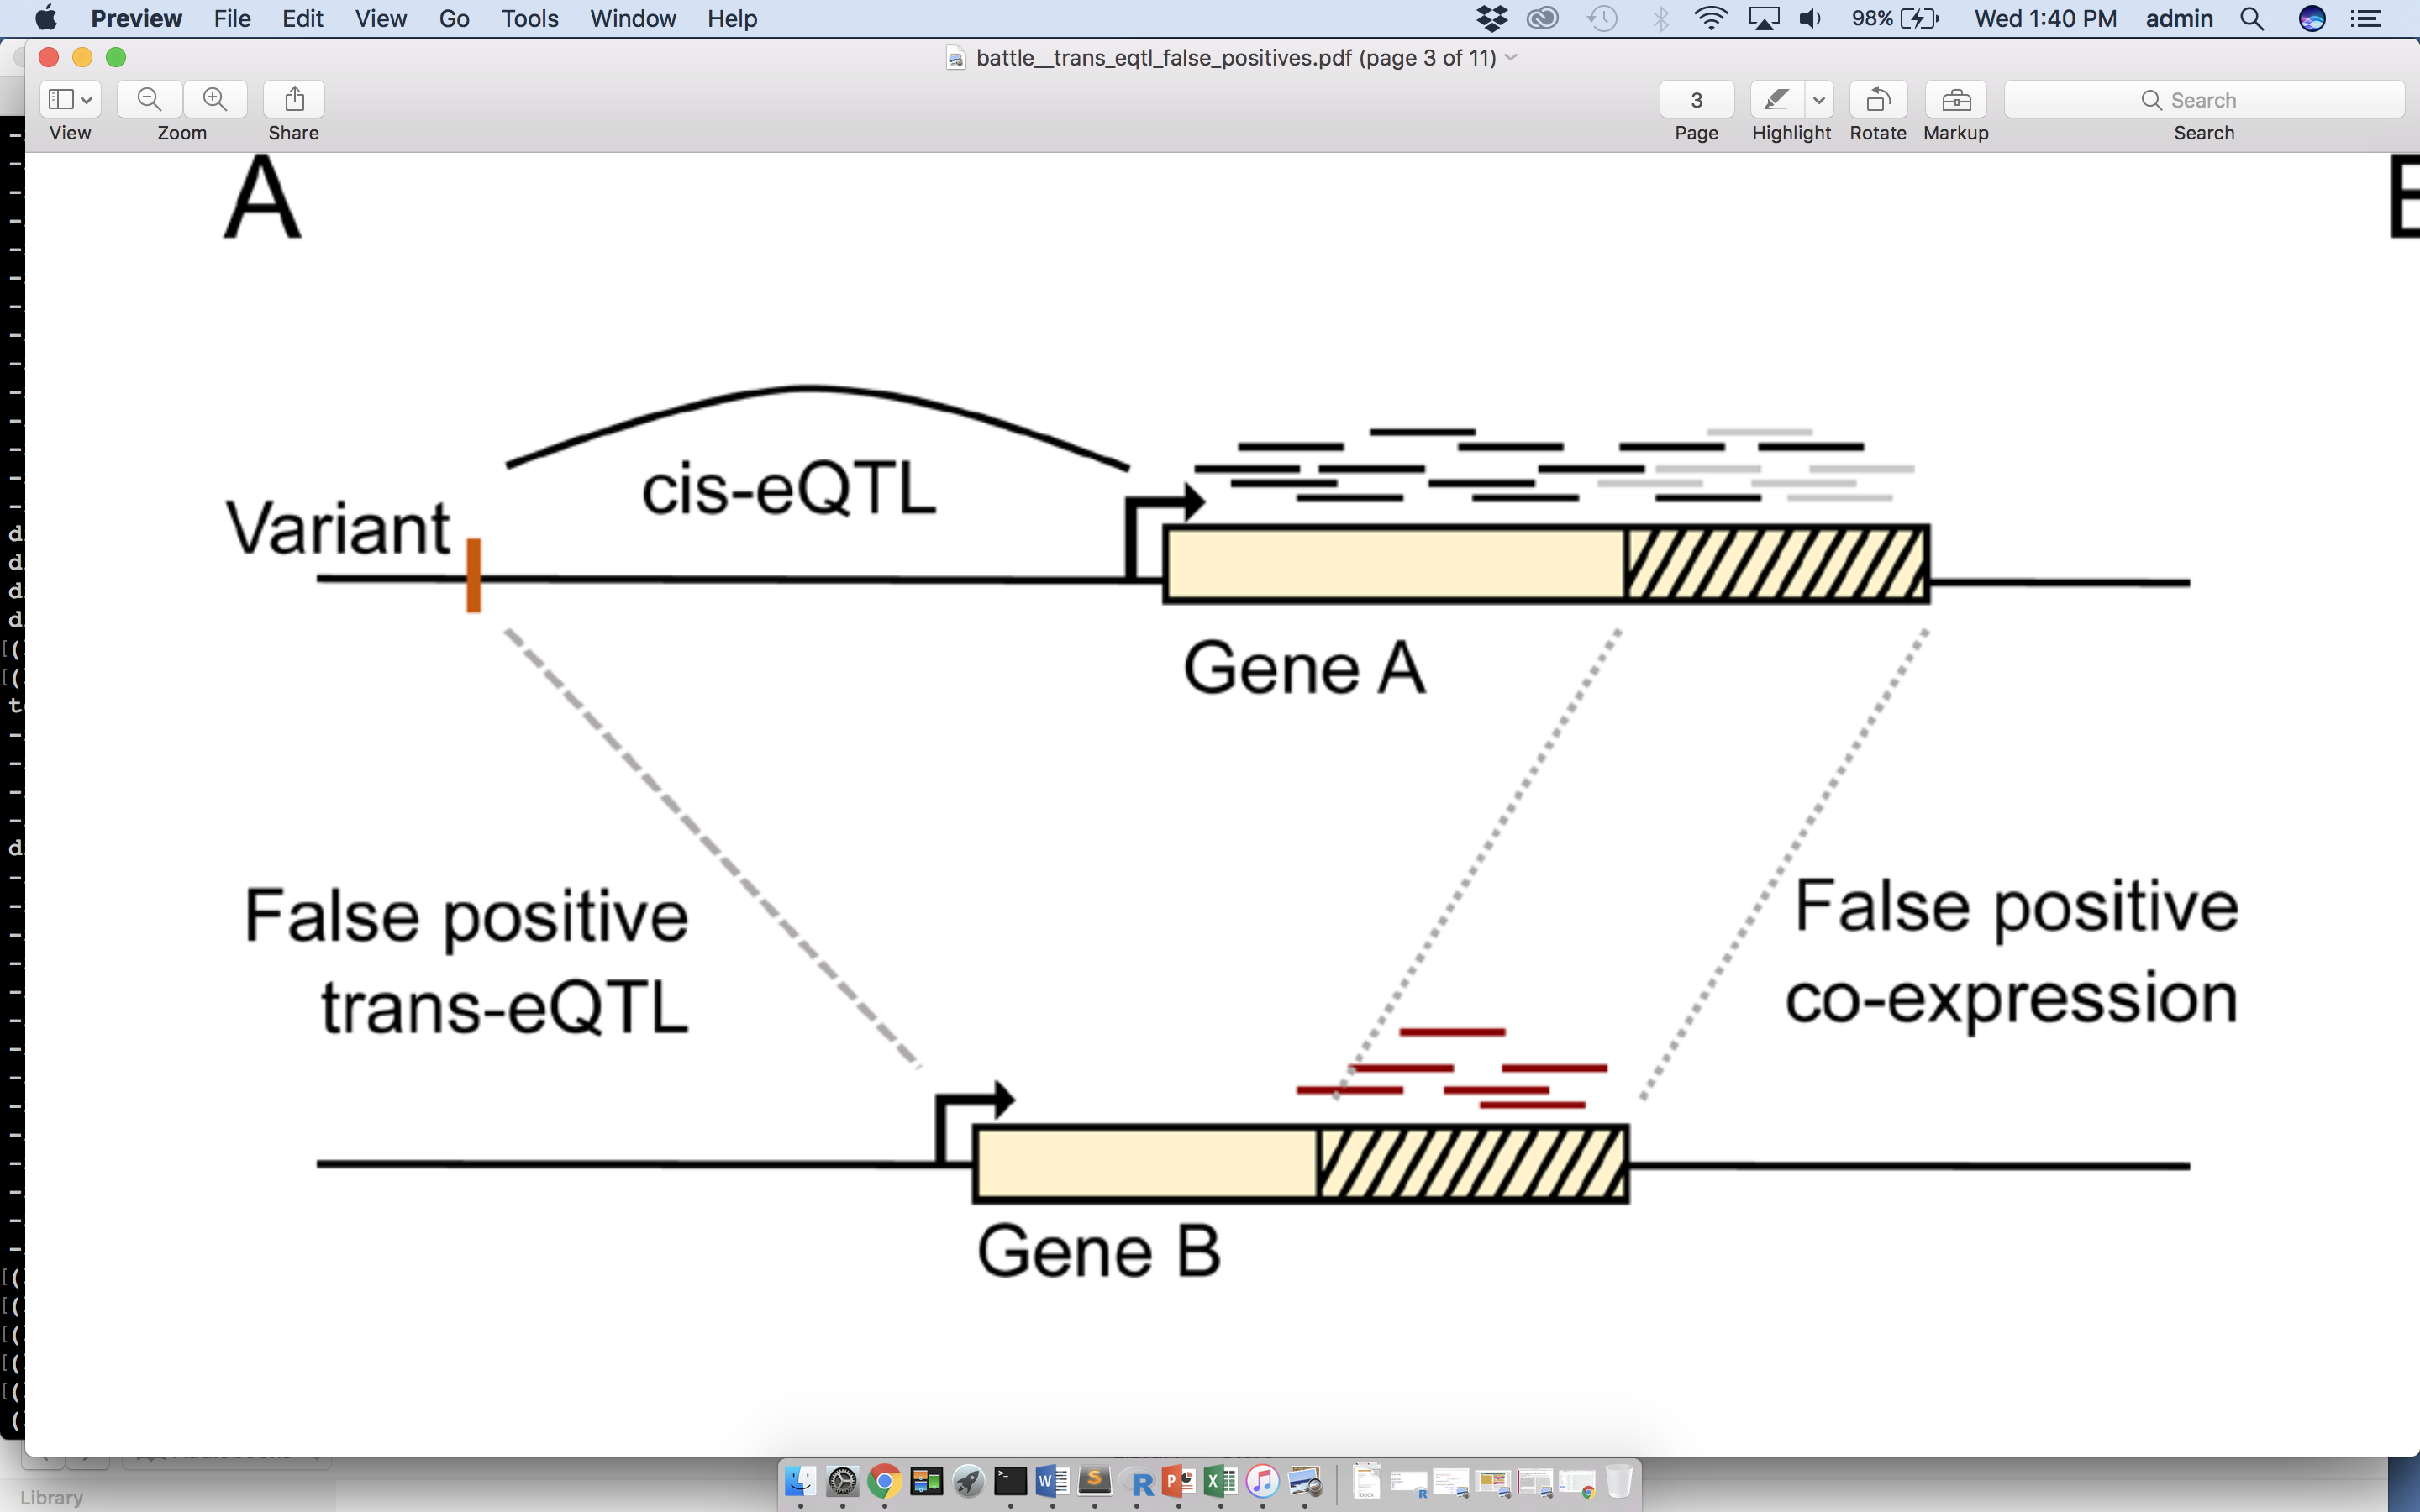 Preview File Edit View Go Tools Window Help 98% Wed 1:40 PM admin
battle__trans_eqtl_false_positives.pdf (page 3 of 11)
3 Search
View Zoom Share Page Highlight Rotate Markup Search
A
cis-eQTL
Variant
Gene A
False positive
trans-eQTL
False positive
co-expression
Gene B
Library